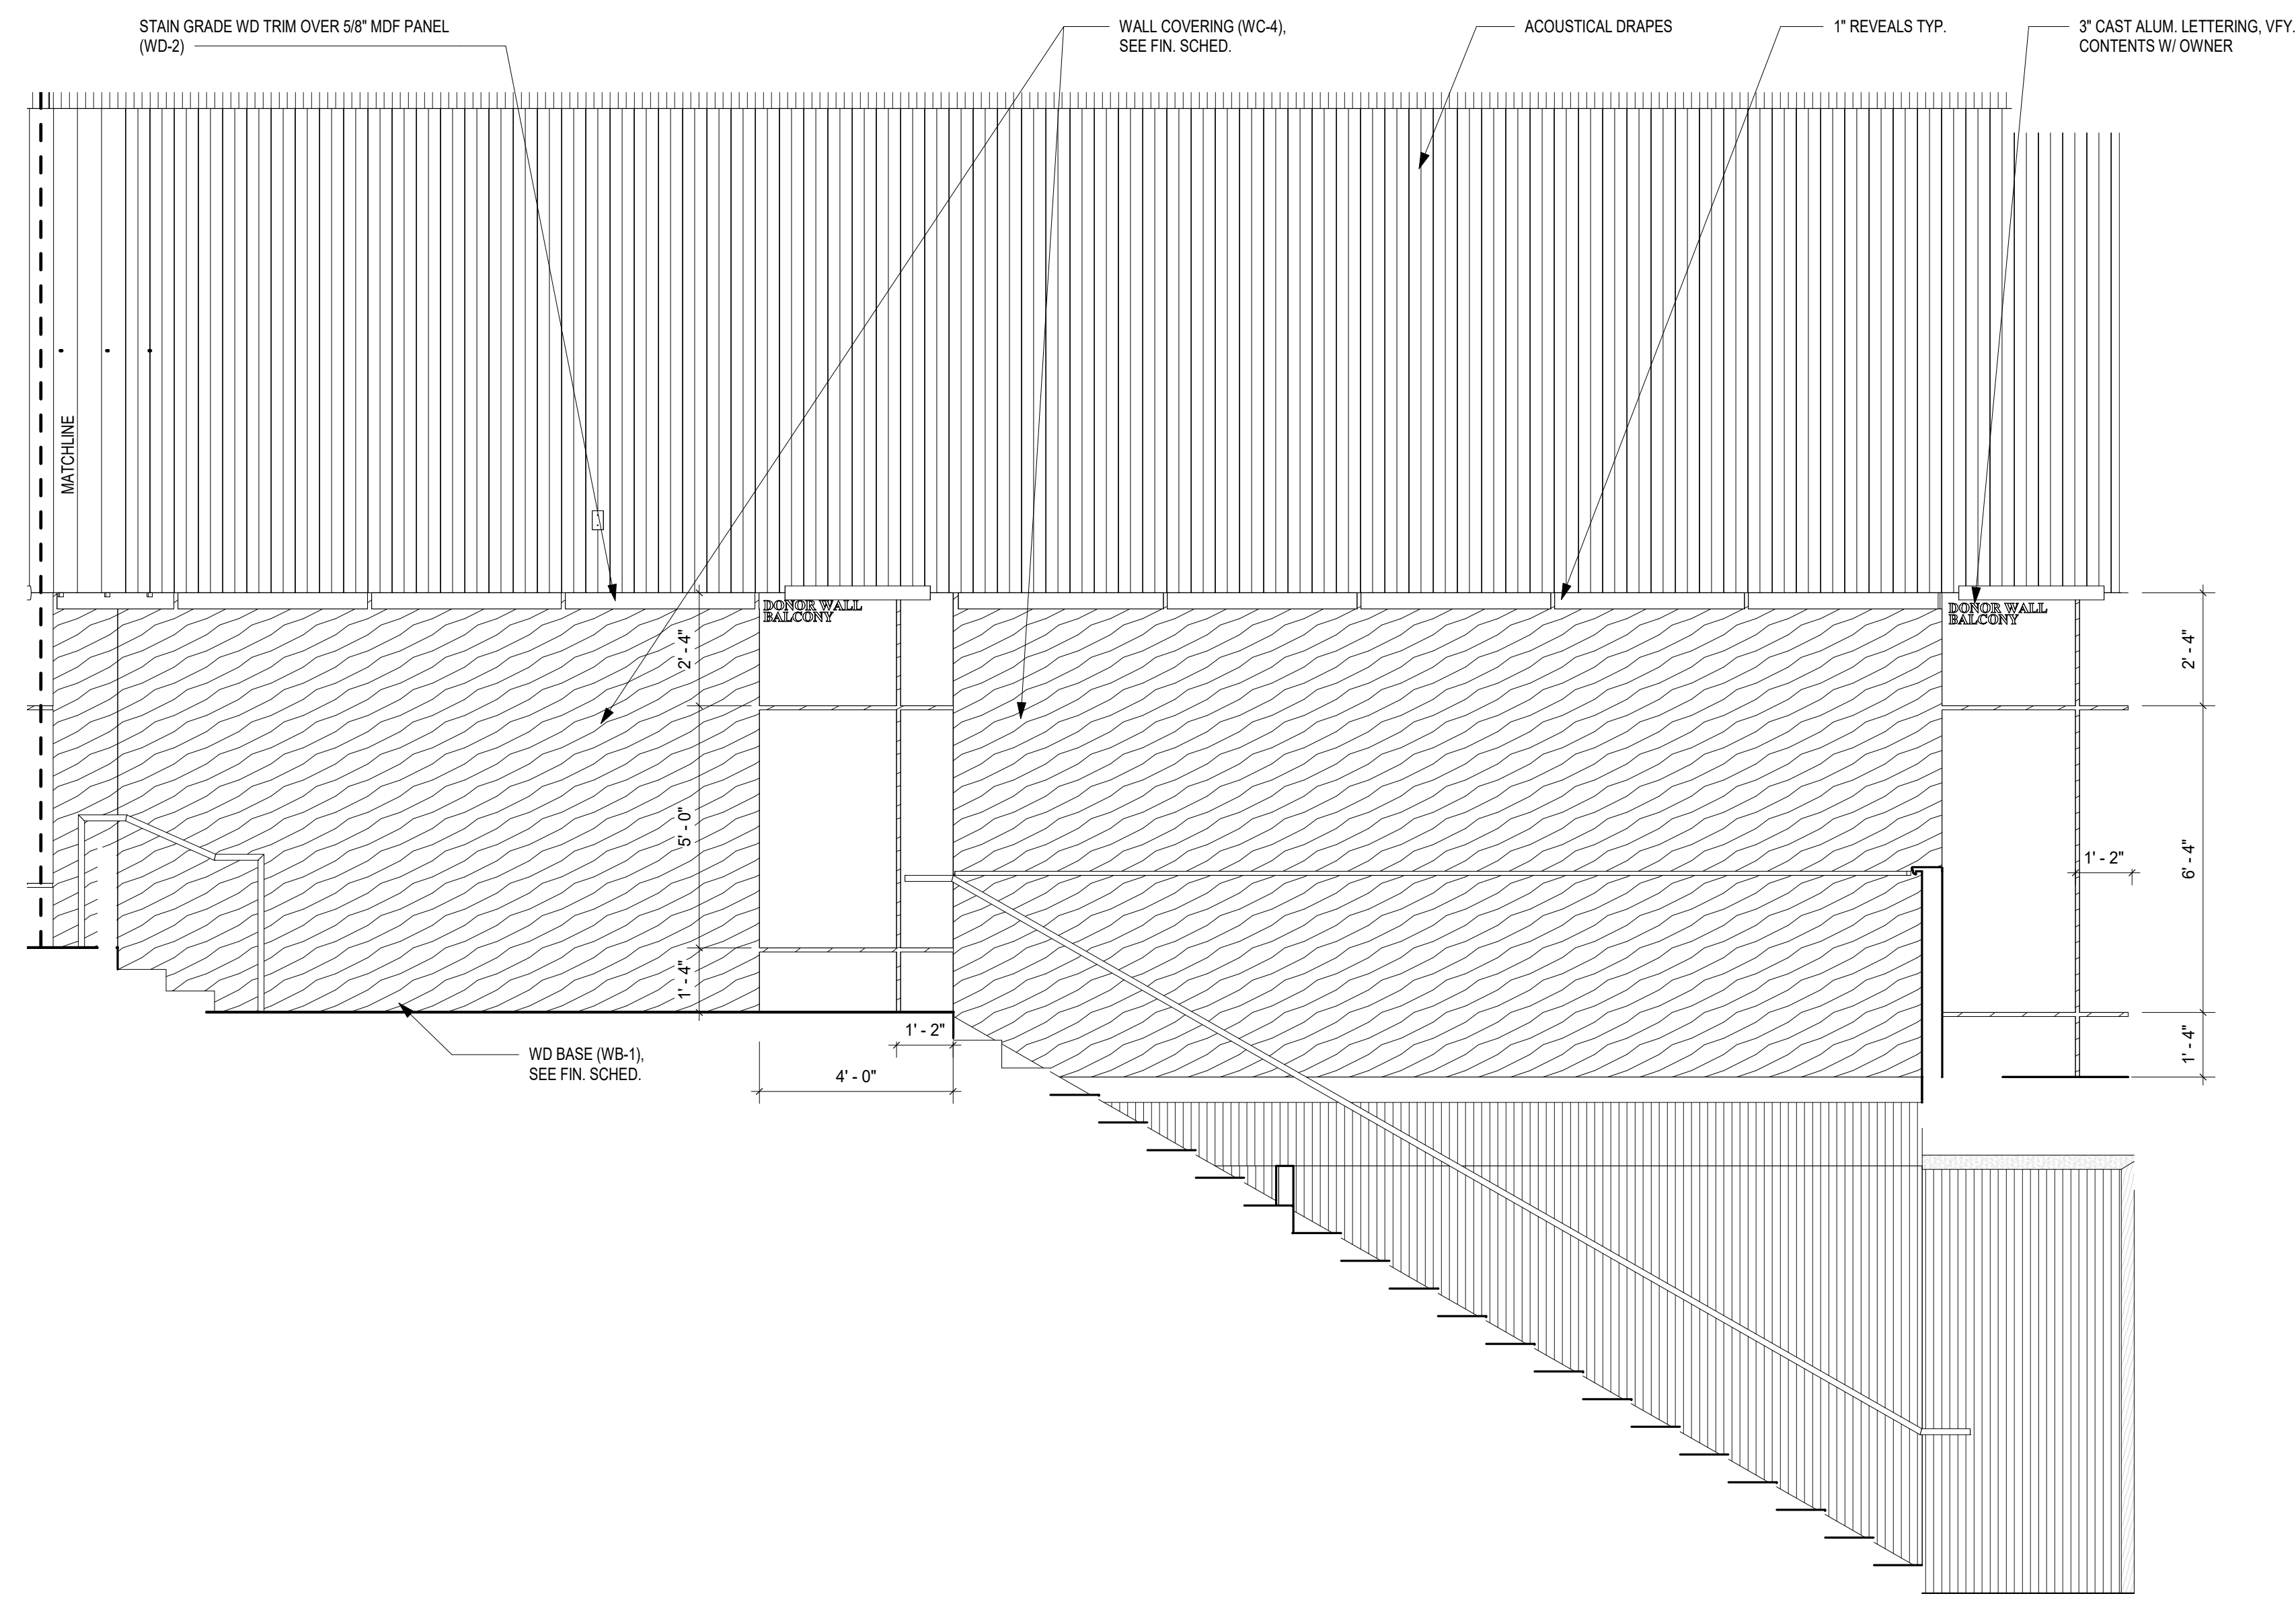 STAIN GRADE WD TRIM OVER 5/8" MDF PANEL
(WD-2)
WALL COVERING (WC-4),
SEE FIN. SCHED.
ACOUSTICAL DRAPES
1" REVEALS TYP.
3" CAST ALUM. LETTERING, VFY.
CONTENTS W/ OWNER
MATCHLINE
DONOR WALL
BALCONY
DONOR WALL
BALCONY
2' - 4"
2' - 4"
5' - 0"
6' - 4"
1' - 2"
1' - 4"
1' - 4"
1' - 2"
4' - 0"
WD BASE (WB-1),
SEE FIN. SCHED.